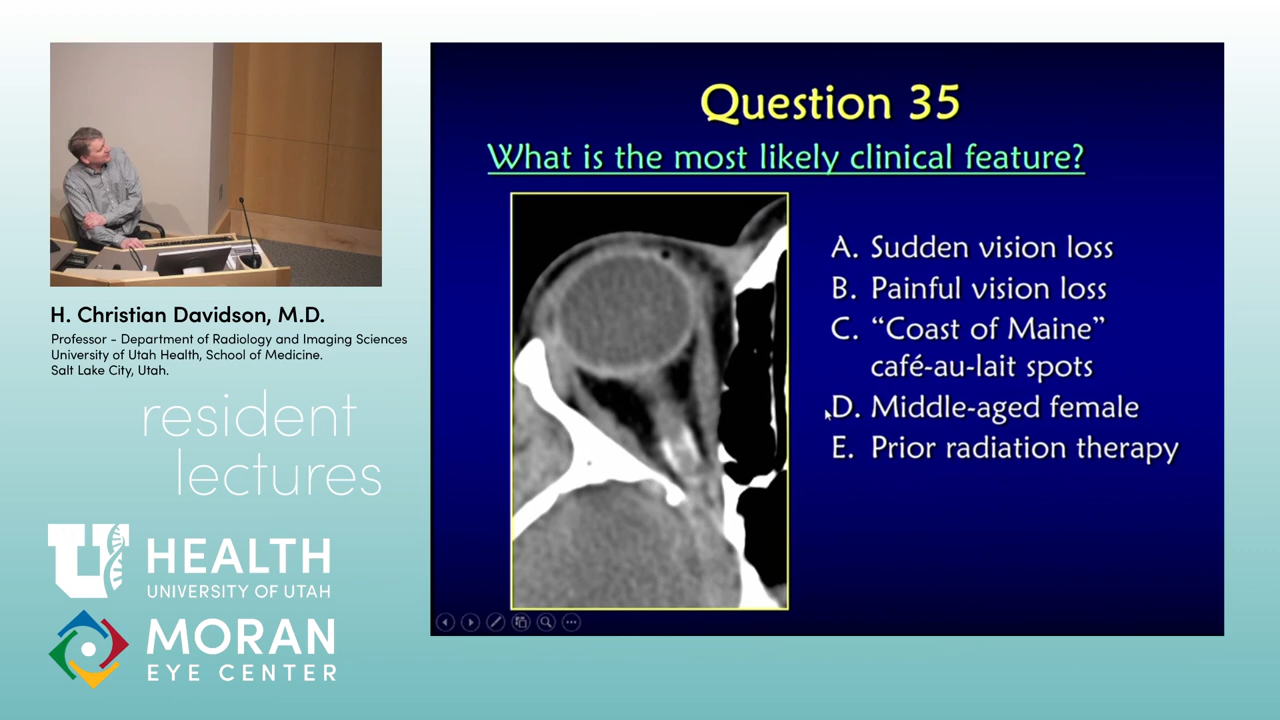 Question 35
What is the most likely clinical feature?
A. Sudden vision loss
B. Painful vision loss
C. “Coast of Maine”
café-au-lait spots
D. Middle-aged female
E. Prior radiation therapy
H. Christian Davidson, M.D.
Professor - Department of Radiology and Imaging Sciences
University of Utah Health, School of Medicine.
Salt Lake City, Utah.
resident
lectures
U
HEALTH
UNIVERSITY OF UTAH
MORAN
EYE CENTER